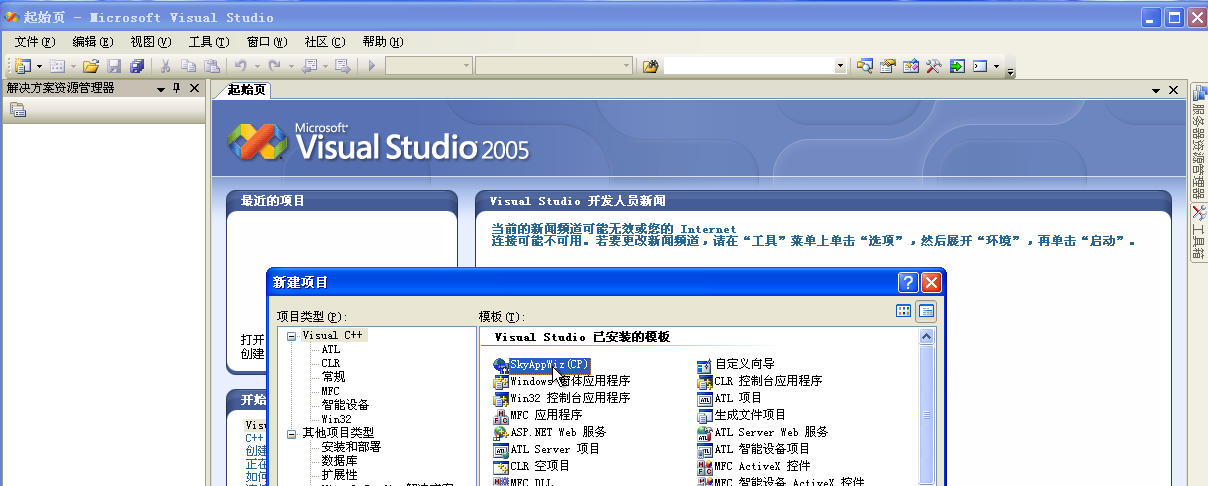 起始页 - Microsoft Visual Studio
文件(F) 编辑(E) 视图(V) 工具(T) 窗口(W) 社区(C) 帮助(H)
解决方案资源管理器
起始页
Microsoft
Visual Studio 2005
最近的项目
打开
创建
开始
Visu
C++
创建
正在
如何
Visual Studio 开发人员新闻
当前的新闻频道可能无效或您的 Internet
连接可能不可用。若要更改新闻频道，请在“工具”菜单上单击“选项”，然后展开“环境”，再单击“启动”。
新建项目
项目类型(P):
Visual C++
ATL
CLR
常规
MFC
智能设备
Win32
其他项目类型
安装和部署
数据库
扩展性
模板(T):
Visual Studio 已安装的模板
SkyAppWiz(CP)
Windows 窗体应用程序
Win32 控制台应用程序
MFC 应用程序
ASP.NET Web 服务
ATL Server 项目
CLR 空项目
MFC DLL
自定义向导
CLR 控制台应用程序
ATL 项目
生成文件项目
ATL Server Web 服务
ATL 智能设备项目
MFC ActiveX 控件
MFC 智能设备 ActiveX 控件
服务器资源管理器
工具箱